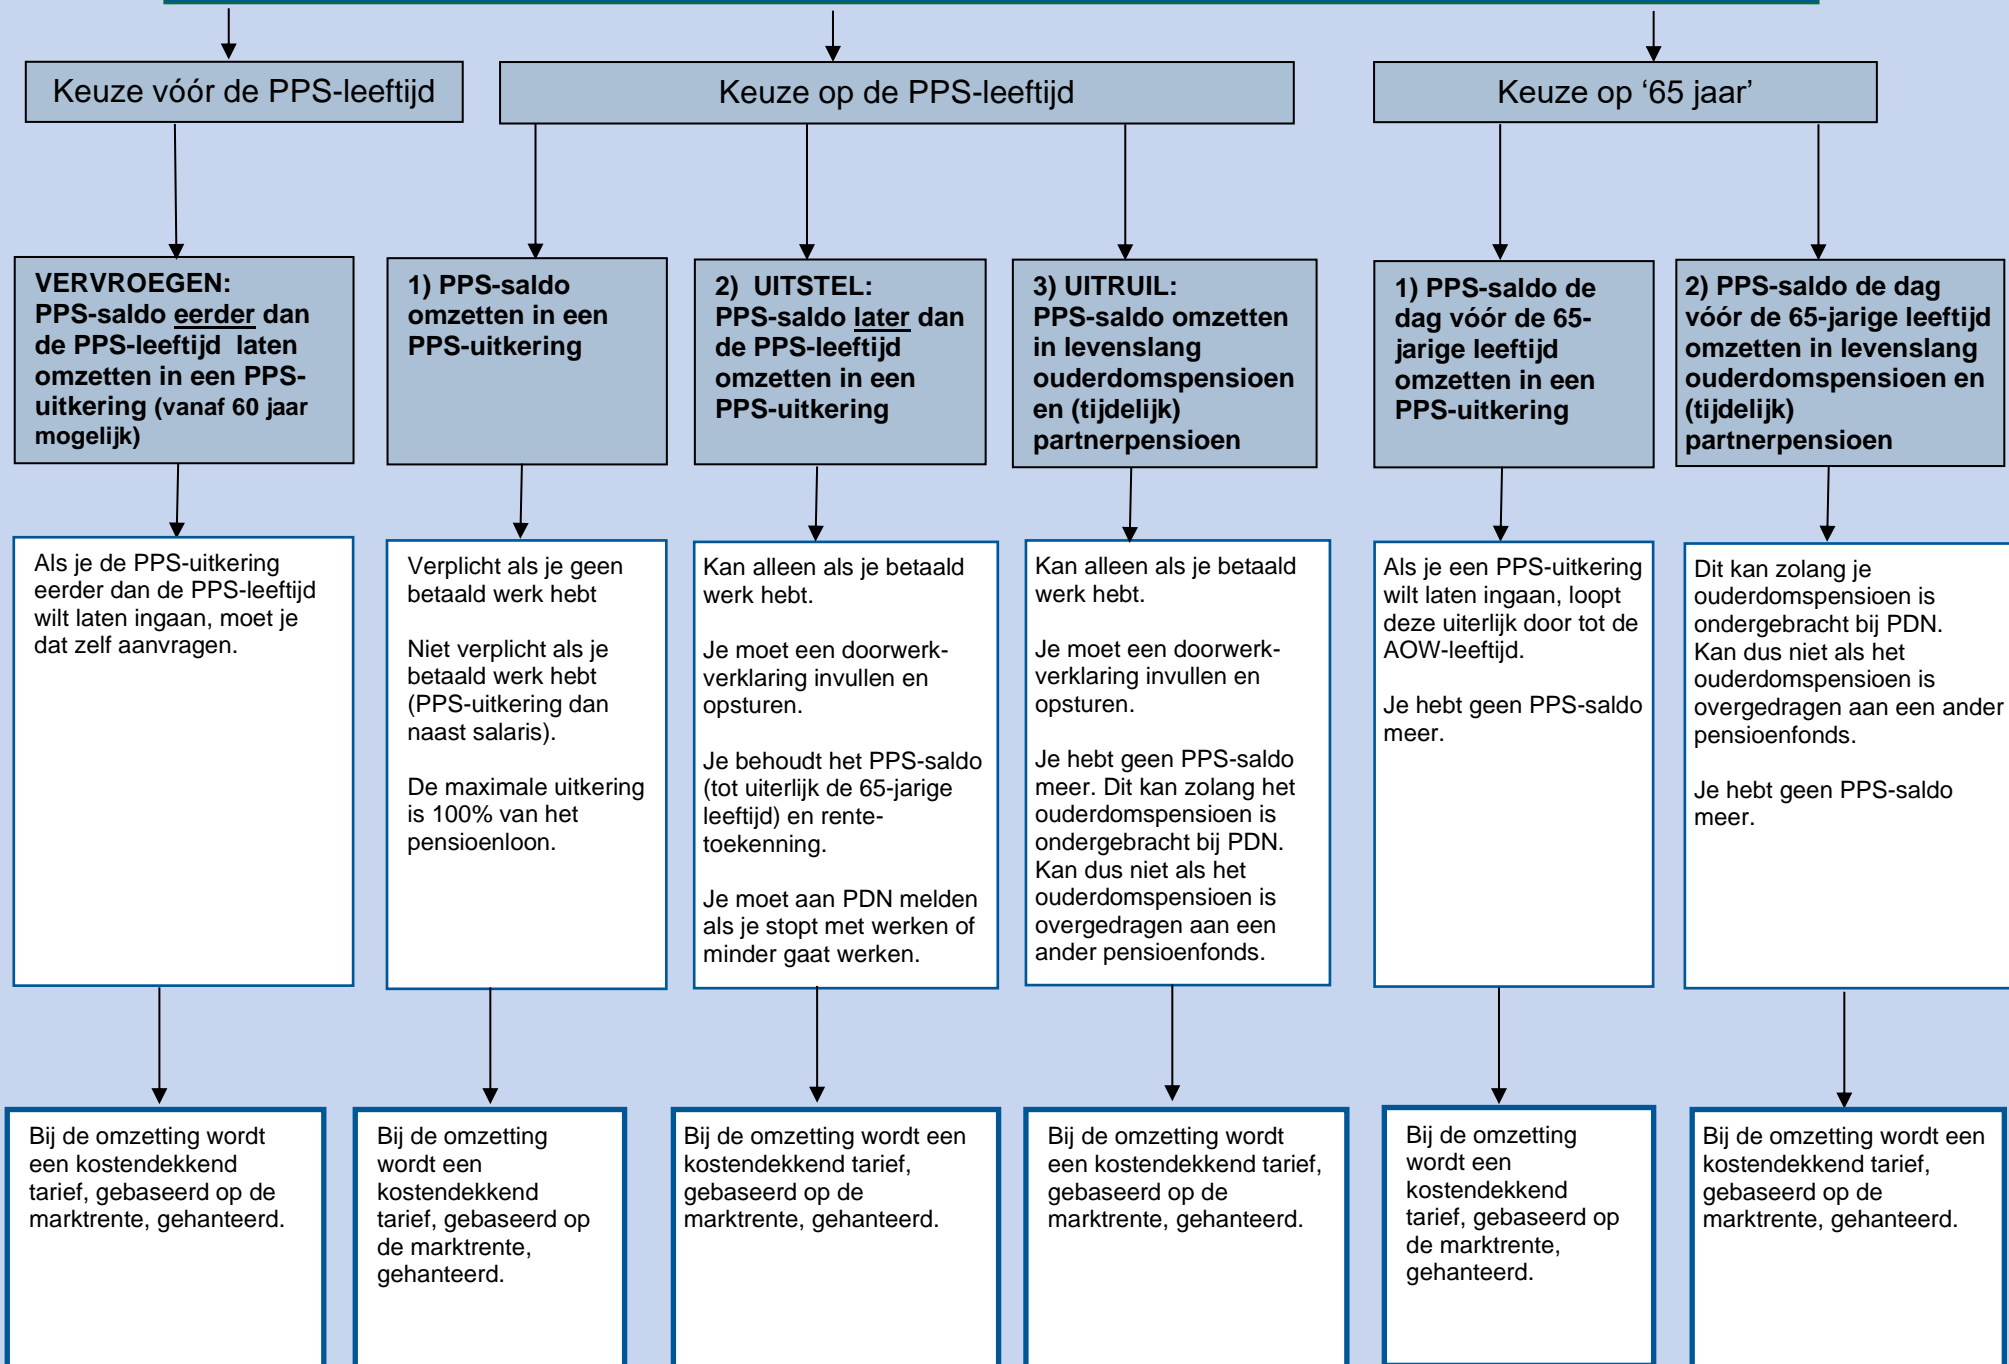 Keuze vóór de PPS-leeftijd
Keuze op de PPS-leeftijd
Keuze op ‘65 jaar’
VERVROEGEN:
PPS-saldo eerder dan
de PPS-leeftijd laten
omzetten in een PPS-
uitkering (vanaf 60 jaar
mogelijk)
1) PPS-saldo
omzetten in een
PPS-uitkering
2) UITSTEL:
PPS-saldo later dan
de PPS-leeftijd
omzetten in een
PPS-uitkering
3) UITRUIL:
PPS-saldo omzetten
in levenslang
ouderdomspensioen
en (tijdelijk)
partnerpensioen
1) PPS-saldo de
dag vóór de 65-
jarige leeftijd
omzetten in een
PPS-uitkering
2) PPS-saldo de dag
vóór de 65-jarige leeftijd
omzetten in levenslang
ouderdomspensioen en
(tijdelijk)
partnerpensioen
Als je de PPS-uitkering
eerder dan de PPS-leeftijd
wilt laten ingaan, moet je
dat zelf aanvragen.
Verplicht als je geen
betaald werk hebt
Niet verplicht als je
betaald werk hebt
(PPS-uitkering dan
naast salaris).
De maximale uitkering
is 100% van het
pensioenloon.
Kan alleen als je betaald
werk hebt.
Je moet een doorwerk-
verklaring invullen en
opsturen.
Je behoudt het PPS-saldo
(tot uiterlijk de 65-jarige
leeftijd) en rente-
toekenning.
Je moet aan PDN melden
als je stopt met werken of
minder gaat werken.
Kan alleen als je betaald
werk hebt.
Je moet een doorwerk-
verklaring invullen en
opsturen.
Je hebt geen PPS-saldo
meer. Dit kan zolang het
ouderdomspensioen is
ondergebracht bij PDN.
Kan dus niet als het
ouderdomspensioen is
overgedragen aan een
ander pensioenfonds.
Als je een PPS-uitkering
wilt laten ingaan, loopt
deze uiterlijk door tot de
AOW-leeftijd.
Je hebt geen PPS-saldo
meer.
Dit kan zolang je
ouderdomspensioen is
ondergebracht bij PDN.
Kan dus niet als het
ouderdomspensioen is
overgedragen aan een ander
pensioenfonds.
Je hebt geen PPS-saldo
meer.
Bij de omzetting wordt
een kostendekkend
tarief, gebaseerd op de
marktrente, gehanteerd.
Bij de omzetting
wordt een
kostendekkend
tarief, gebaseerd op
de marktrente,
gehanteerd.
Bij de omzetting wordt een
kostendekkend tarief,
gebaseerd op de
marktrente, gehanteerd.
Bij de omzetting wordt
een kostendekkend tarief,
gebaseerd op de
marktrente, gehanteerd.
Bij de omzetting
wordt een
kostendekkend
tarief, gebaseerd op
de marktrente,
gehanteerd.
Bij de omzetting wordt een
kostendekkend tarief,
gebaseerd op de
marktrente, gehanteerd.